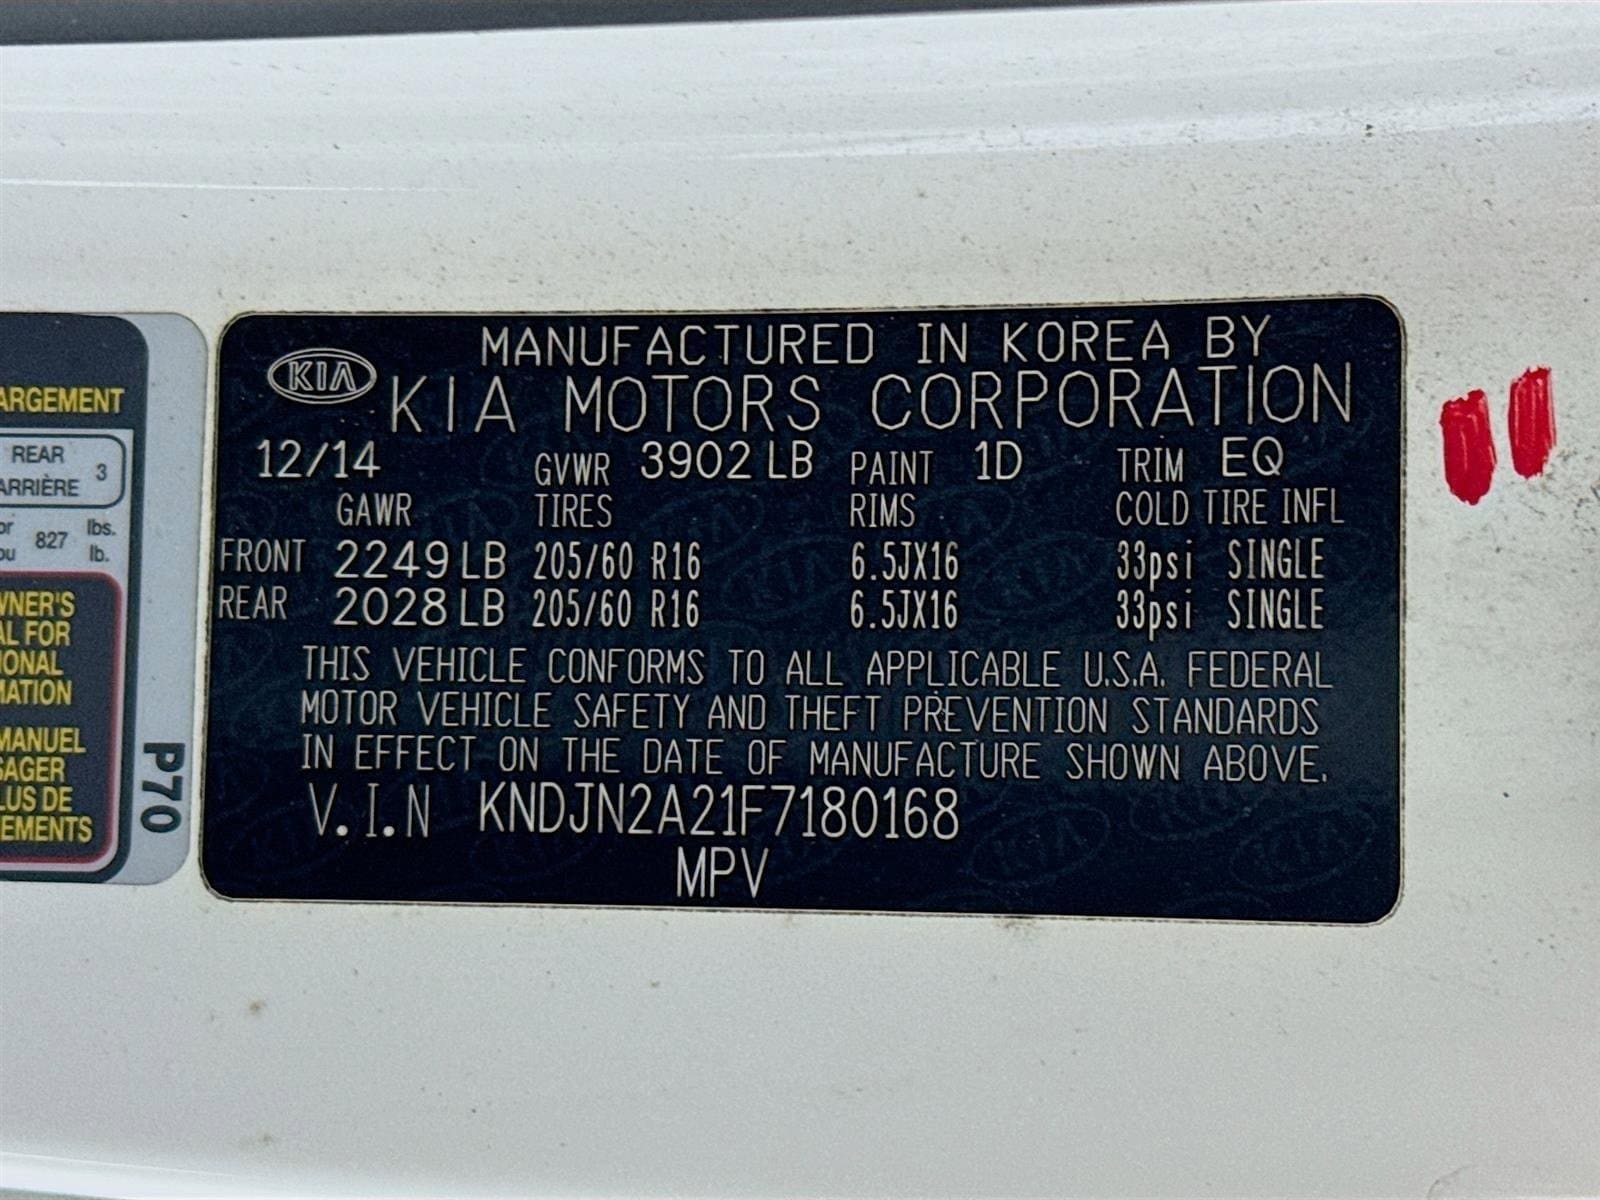 ARGEMENT
REAR
ARRIÈRE 3
or
ou 827 lbs.
lb.
WNER'S
AL FOR
IONAL
MATION
MANUEL
SAGER
LUS DE
EMENTS
P70
KIA
MANUFACTURED IN KOREA BY
KIA MOTORS CORPORATION
12/14 GVWR 3902 LB PAINT 1D TRIM EQ
GAWR TIRES RIMS COLD TIRE INFL
FRONT 2249 LB 205/60 R16 6.5JX16 33psi SINGLE
REAR 2028 LB 205/60 R16 6.5JX16 33psi SINGLE
THIS VEHICLE CONFORMS TO ALL APPLICABLE U.S.A. FEDERAL
MOTOR VEHICLE SAFETY AND THEFT PREVENTION STANDARDS
IN EFFECT ON THE DATE OF MANUFACTURE SHOWN ABOVE.
V.I.N KNDJN2A21F7180168
MPV